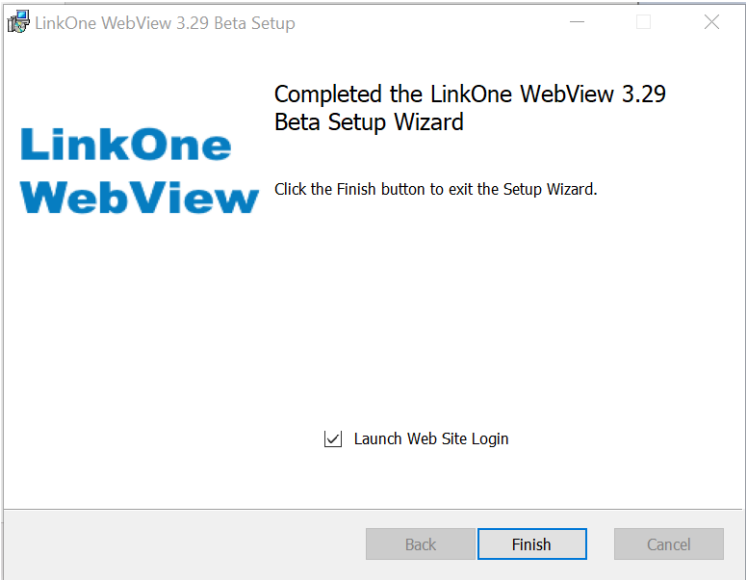 LinkOne WebView 3.29 Beta Setup
LinkOne
WebView
Completed the LinkOne WebView 3.29
Beta Setup Wizard
Click the Finish button to exit the Setup Wizard.
Launch Web Site Login
Back Finish Cancel